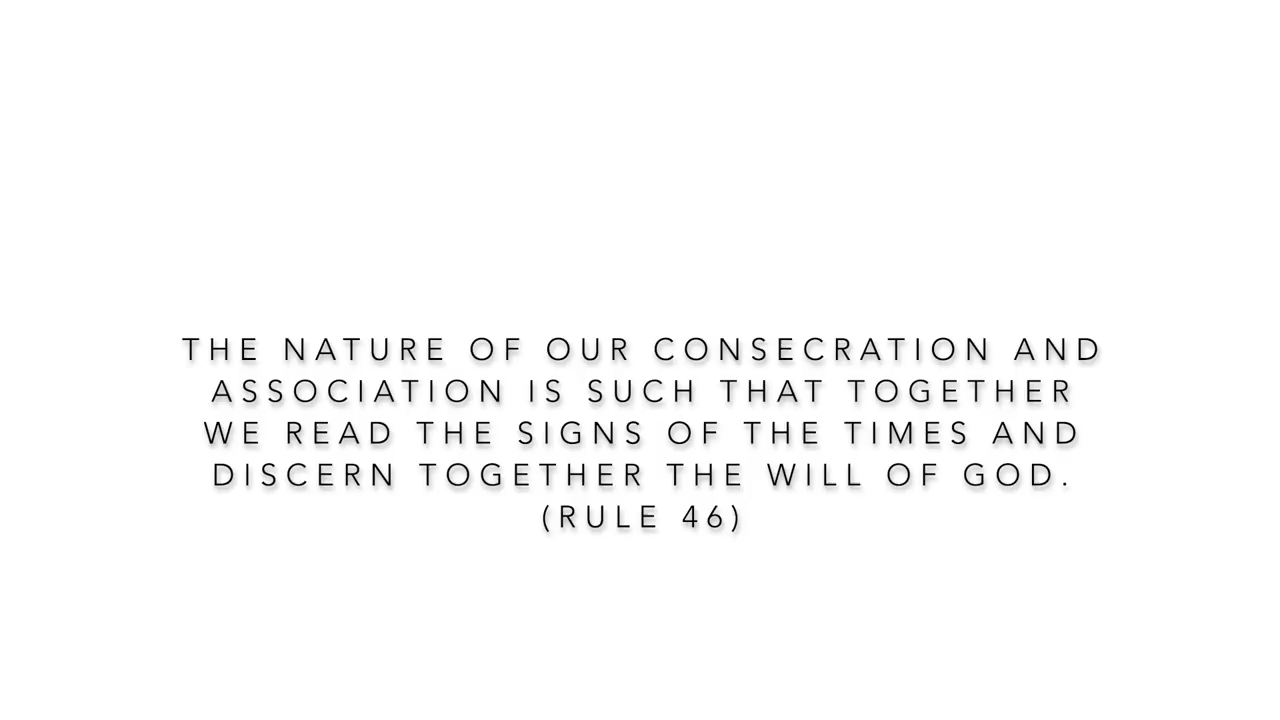 THE NATURE OF OUR CONSECRATION AND
ASSOCIATION IS SUCH THAT TOGETHER
WE READ THE SIGNS OF THE TIMES AND
DISCERN TOGETHER THE WILL OF GOD.
(RULE 46)